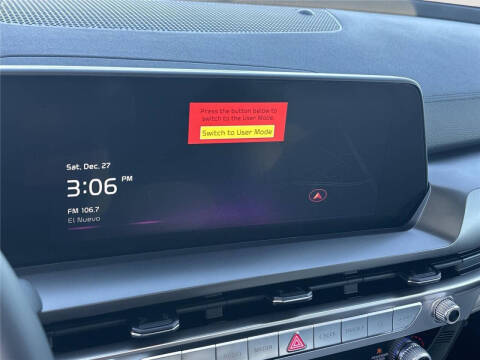 Press the button below to
switch to the User Mode.
Switch to User Mode
Sat, Dec. 27
3:06 PM
FM 106.7
El Nuevo